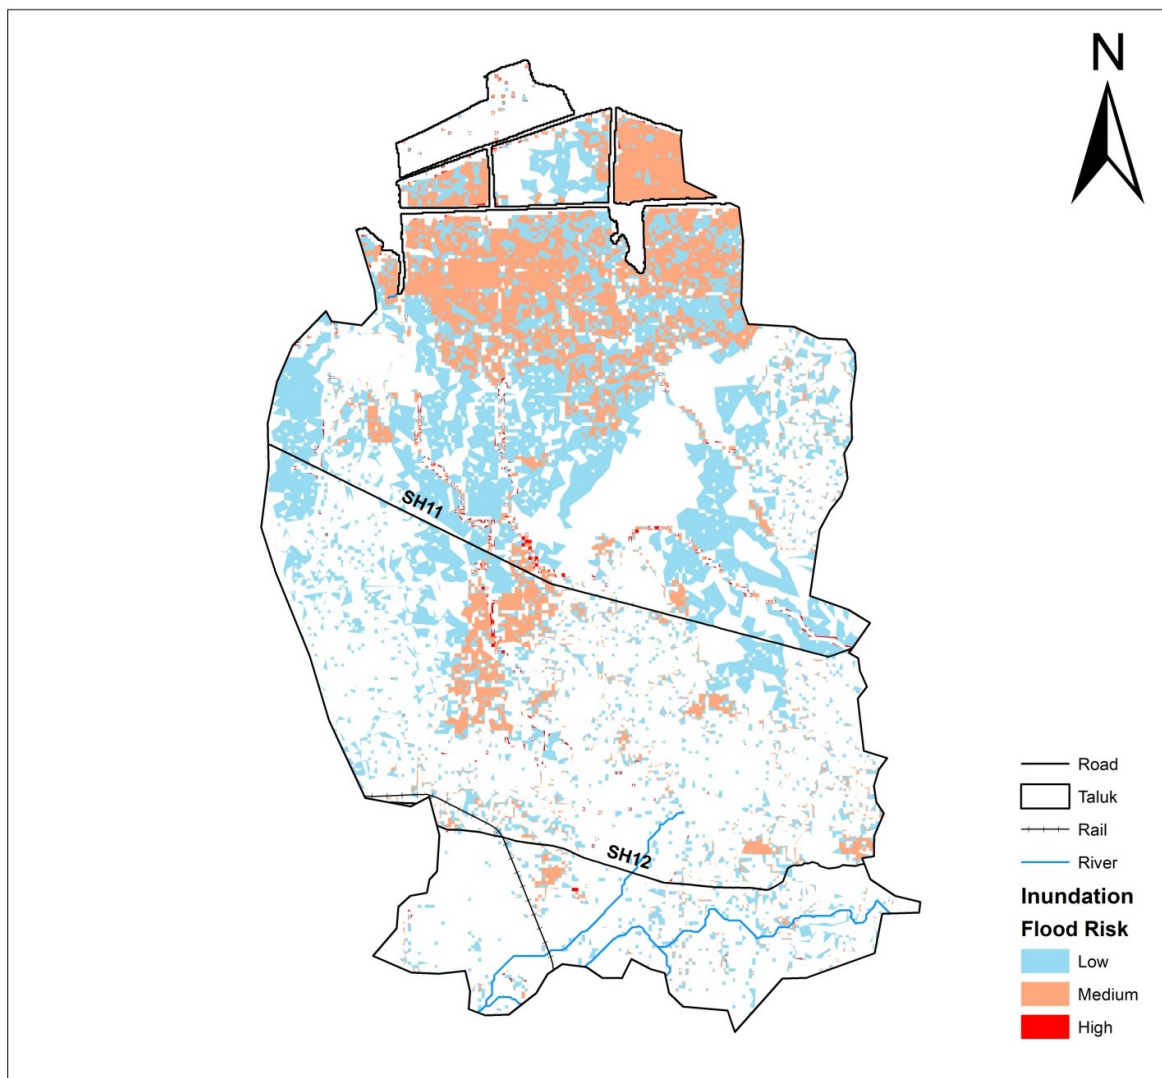 N
SH11
SH12
Road
Taluk
Rail
River
Inundation
Flood Risk
Low
Medium
High